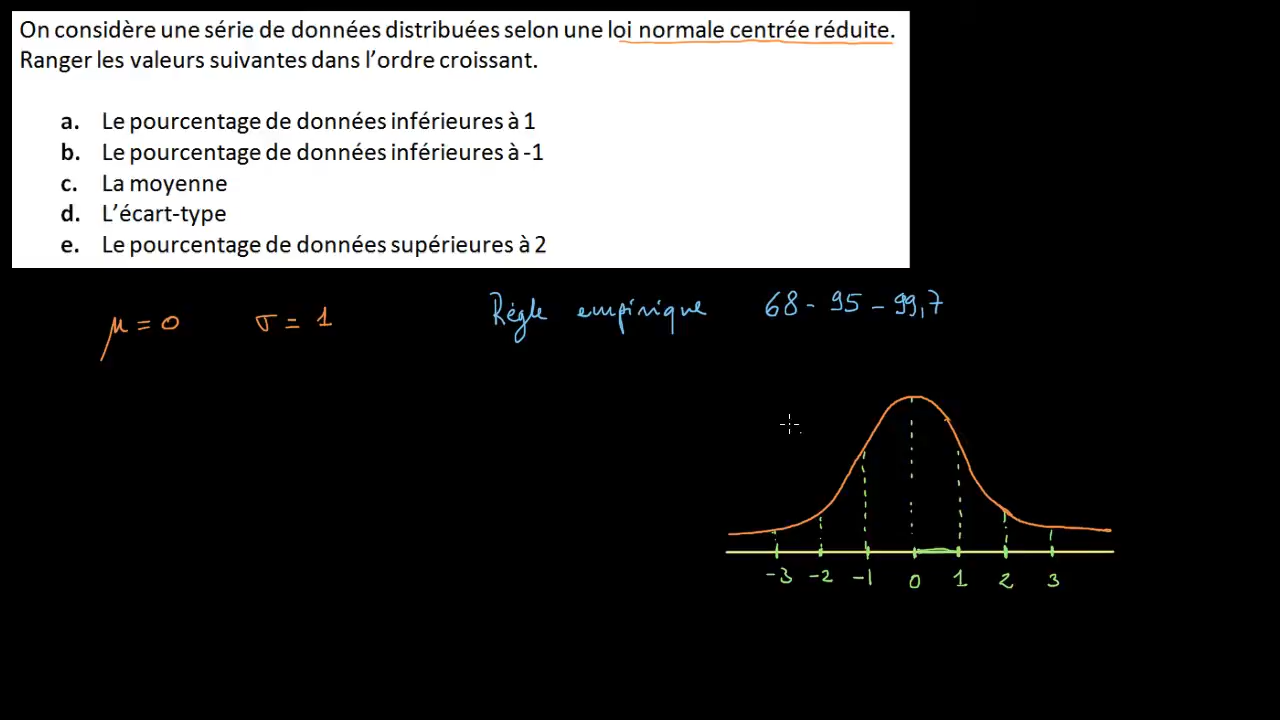 On considère une série de données distribuées selon une loi normale centrée réduite.
Ranger les valeurs suivantes dans l'ordre croissant.
a. Le pourcentage de données inférieures à 1
b. Le pourcentage de données inférieures à -1
c. La moyenne
d. L'écart-type
e. Le pourcentage de données supérieures à 2
μ = 0 σ = 1 Régle empirique 68 - 95 - 99,7
-3 -2 -1 0 1 2 3